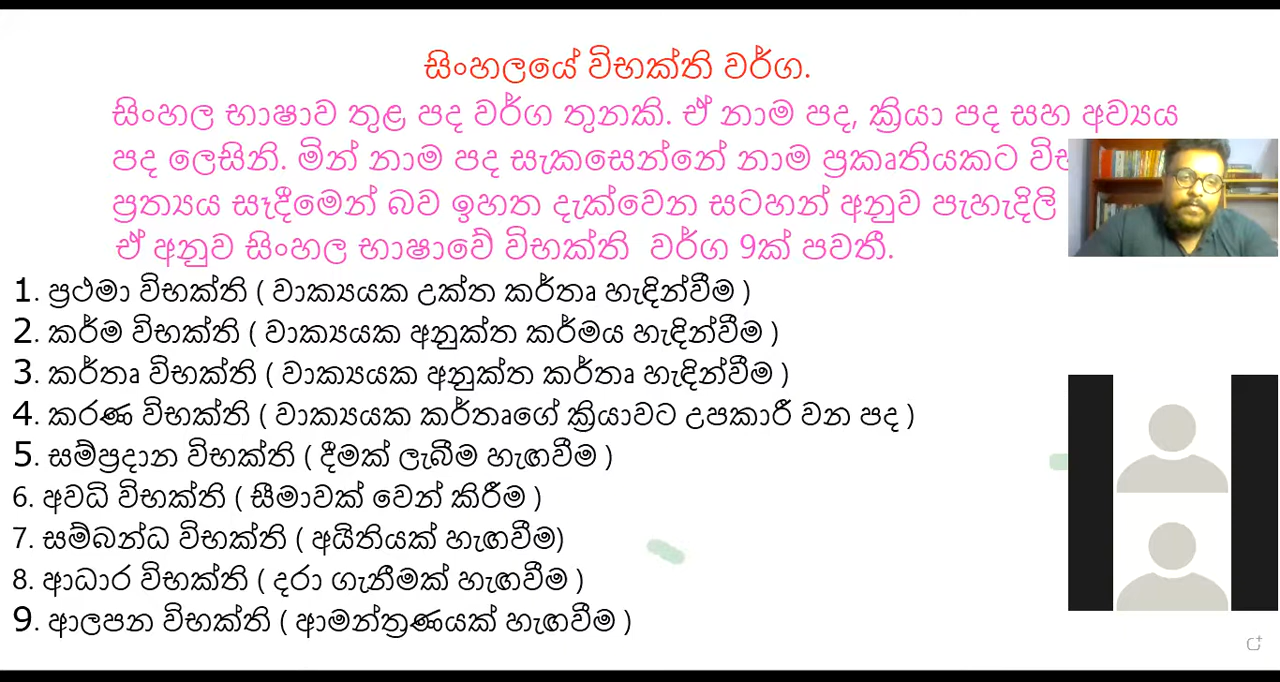 සිංහලයේ විභක්ති වර්ග.
සිංහල භාෂාව තුළ පද වර්ග තුනකි. ඒ නාම පද, ක්‍රියා පද සහ අව්‍යය
පද ලෙසිනි. මින් නාම පද සැකසෙන්නේ නාම ප්‍රකෘතියකට
ප්‍රත්‍යය සෑදීමෙන් බව ඉහත දැක්වෙන සටහන් අනුව පැහැදිලි
ඒ අනුව සිංහල භාෂාවේ විභක්ති වර්ග 9ක් පවතී.
1. ප්‍රථමා විභක්ති ( වාක්‍යයක උක්ත කර්තෘ හැඳින්වීම )
2. කර්ම විභක්ති ( වාක්‍යයක අනුක්ත කර්මය හැඳින්වීම )
3. කර්තෘ විභක්ති ( වාක්‍යයක අනුක්ත කර්තෘ හැඳින්වීම )
4. කරණ විභක්ති ( වාක්‍යයක කර්තෘගේ ක්‍රියාවට උපකාරී වන පද )
5. සම්ප්‍රදාන විභක්ති ( දීමක් ලැබීම හැඟවීම )
6. අවධි විභක්ති ( සීමාවක් වෙන් කිරීම )
7. සම්බන්ධ විභක්ති ( අයිතියක් හැඟවීම)
8. ආධාර විභක්ති ( දරා ගැනීමක් හැඟවීම )
9. ආලපන විභක්ති ( ආමන්ත්‍රණයක් හැඟවීම )